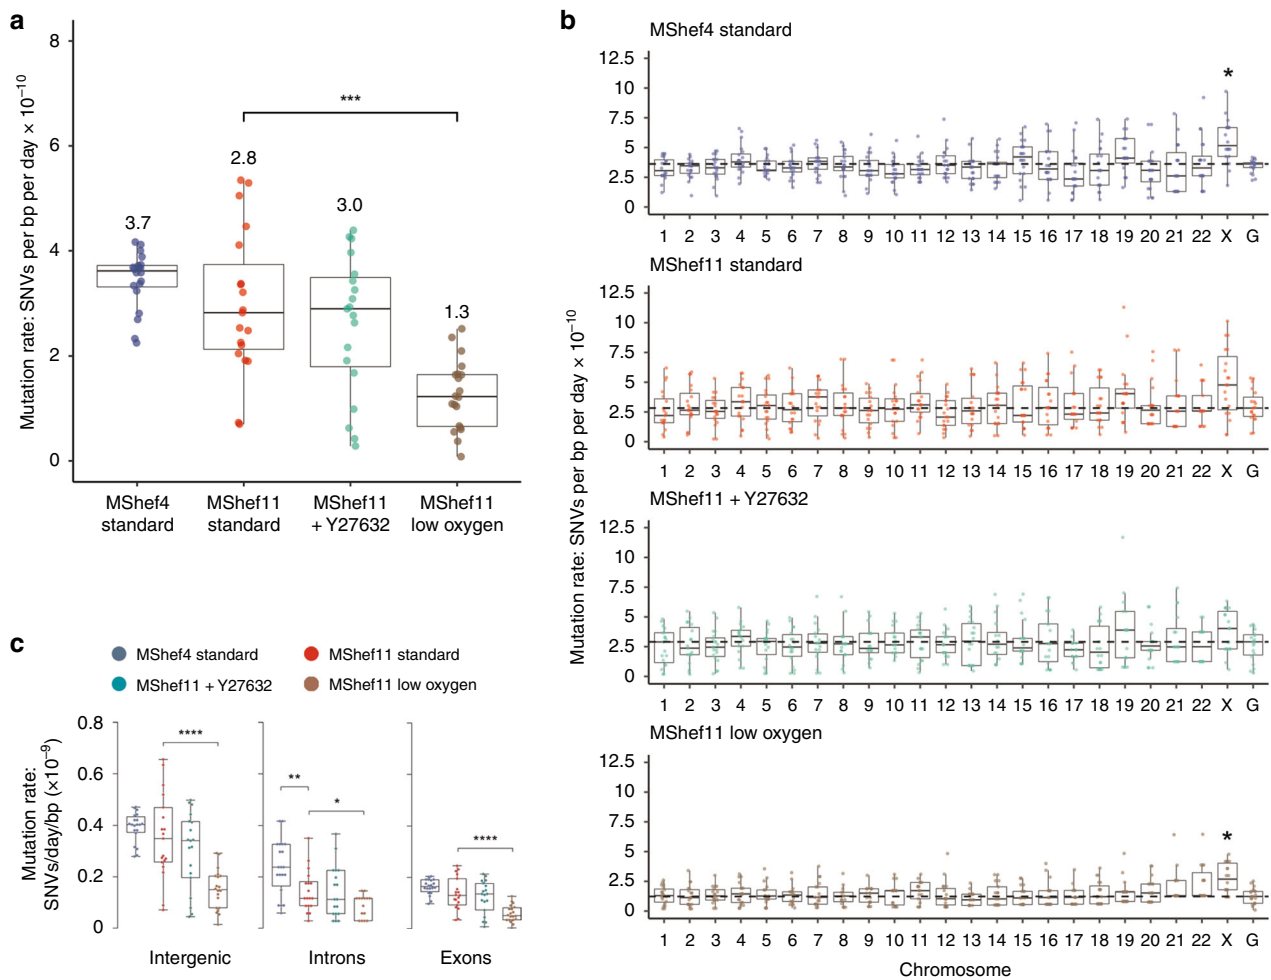 a
Mutation rate: SNVs per bp per day × 10⁻¹⁰
8
6
4
2
0
***
3.7
2.8
3.0
1.3
MShef4 standard
MShef11 standard
MShef11 + Y27632
MShef11 low oxygen
b
Mutation rate: SNVs per bp per day × 10⁻¹⁰
MShef4 standard
12.5
10
7.5
5
2.5
0
*
1 2 3 4 5 6 7 8 9 10 11 12 13 14 15 16 17 18 19 20 21 22 X G
MShef11 standard
12.5
10
7.5
5
2.5
0
1 2 3 4 5 6 7 8 9 10 11 12 13 14 15 16 17 18 19 20 21 22 X G
MShef11 + Y27632
12.5
10
7.5
5
2.5
0
1 2 3 4 5 6 7 8 9 10 11 12 13 14 15 16 17 18 19 20 21 22 X G
MShef11 low oxygen
12.5
10
7.5
5
2.5
0
*
1 2 3 4 5 6 7 8 9 10 11 12 13 14 15 16 17 18 19 20 21 22 X G
Chromosome
c
MShef4 standard
MShef11 standard
MShef11 + Y27632
MShef11 low oxygen
Mutation rate:
SNVs/day/bp (×10⁻⁹)
0.8
0.6
0.4
0.2
0
****
**
*
****
Intergenic
Introns
Exons